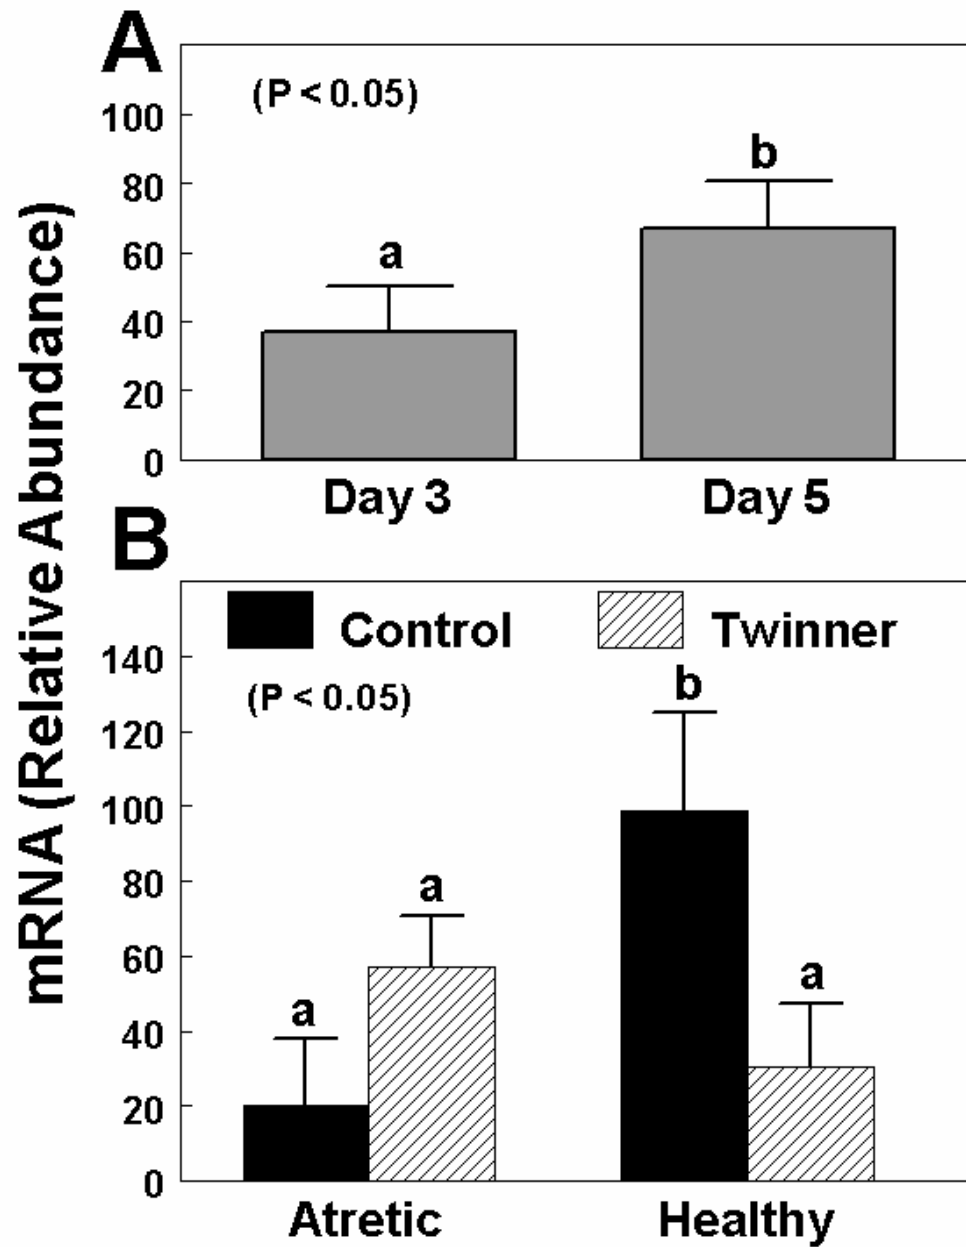 mRNA (Relative Abundance)
A
(P < 0.05)
100
80
60
40
20
0
a
b
Day 3
Day 5
B
Control
Twinner
(P < 0.05)
140
120
100
80
60
40
20
0
a
a
b
a
Atretic
Healthy